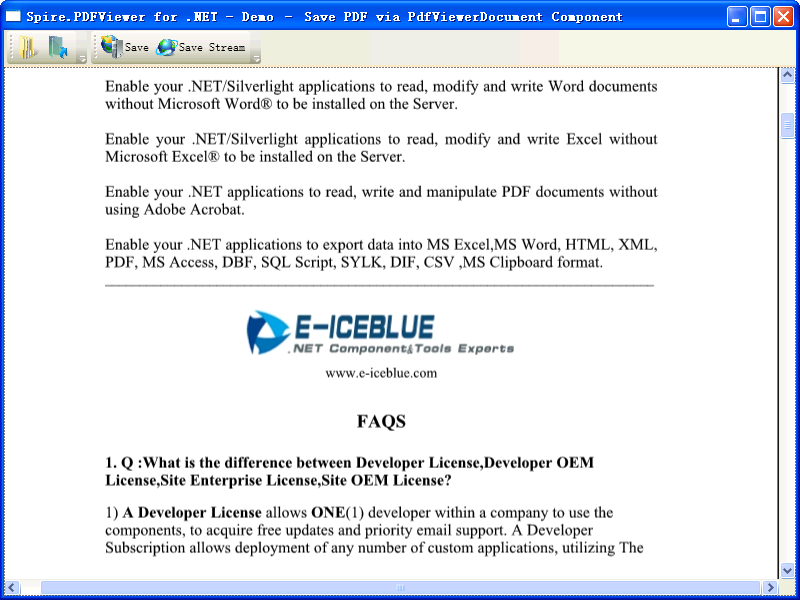 Spire.PDFViewer for .NET - Demo - Save PDF via PdfViewerDocument Component
Save Save Stream
Enable your .NET/Silverlight applications to read, modify and write Word documents
without Microsoft Word® to be installed on the Server.
Enable your .NET/Silverlight applications to read, modify and write Excel without
Microsoft Excel® to be installed on the Server.
Enable your .NET applications to read, write and manipulate PDF documents without
using Adobe Acrobat.
Enable your .NET applications to export data into MS Excel,MS Word, HTML, XML,
PDF, MS Access, DBF, SQL Script, SYLK, DIF, CSV ,MS Clipboard format.
E-ICEBLUE
.NET Component&Tools Experts
www.e-iceblue.com
FAQS
1. Q :What is the difference between Developer License,Developer OEM
License,Site Enterprise License,Site OEM License?
1) A Developer License allows ONE(1) developer within a company to use the
components, to acquire free updates and priority email support. A Developer
Subscription allows deployment of any number of custom applications, utilizing The